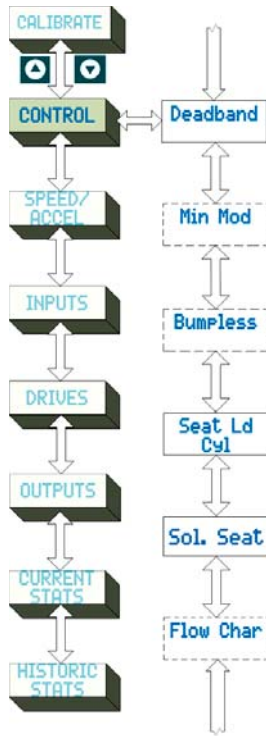 CALIBRATE
CONTROL
SPEED/
ACCEL
INPUTS
DRIVES
OUTPUTS
CURRENT
STATS
HISTORIC
STATS
Deadband
Min Mod
Bumpless
Seat Ld
Cyl
Sol. Seat
Flow Char